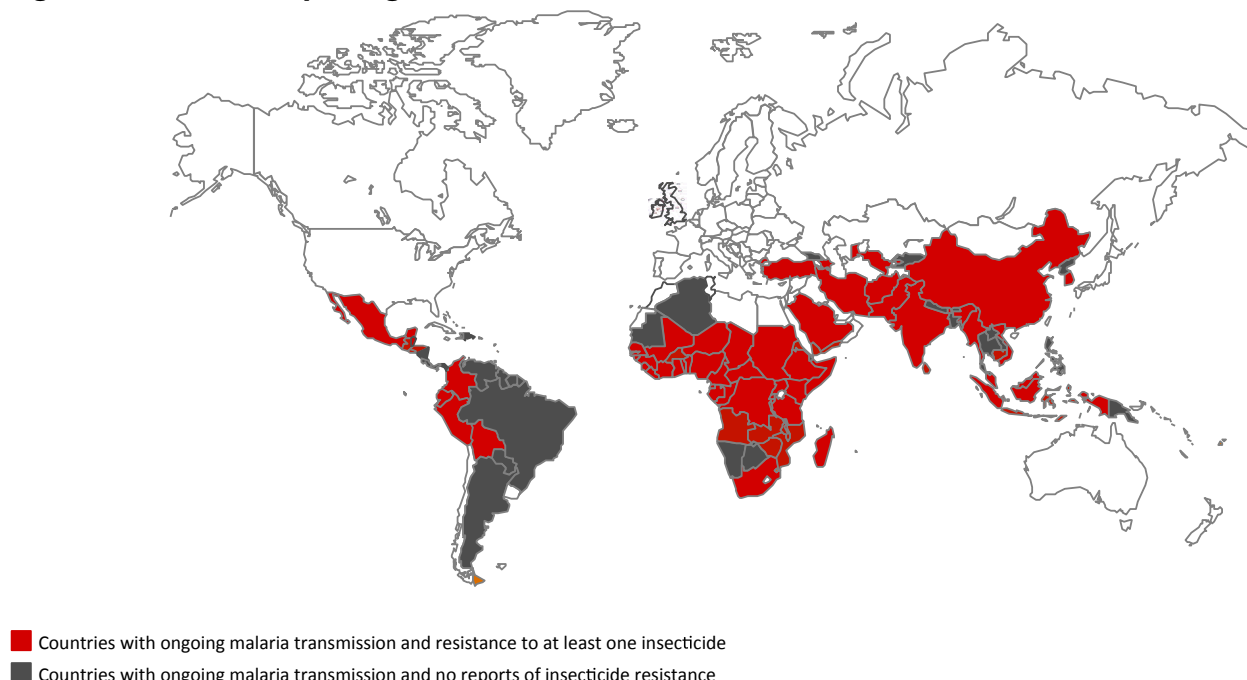 Countries with ongoing malaria transmission and resistance to at least one insecticide
Countries with ongoing malaria transmission and no reports of insecticide resistance